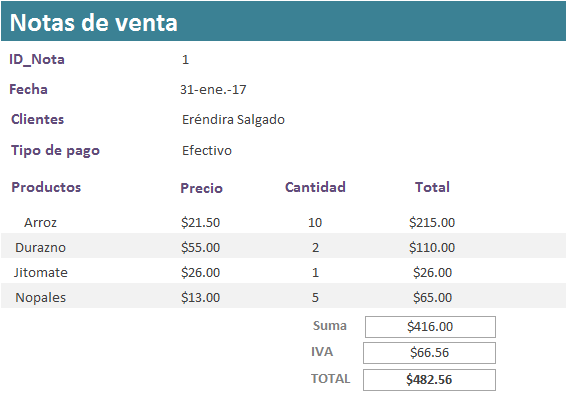 Notas de venta
ID_Nota 1
Fecha 31-ene.-17
Clientes Eréndira Salgado
Tipo de pago Efectivo
Productos Precio Cantidad Total
Arroz $21.50 10 $215.00
Durazno $55.00 2 $110.00
Jitomate $26.00 1 $26.00
Nopales $13.00 5 $65.00
Suma $416.00
IVA $66.56
TOTAL $482.56